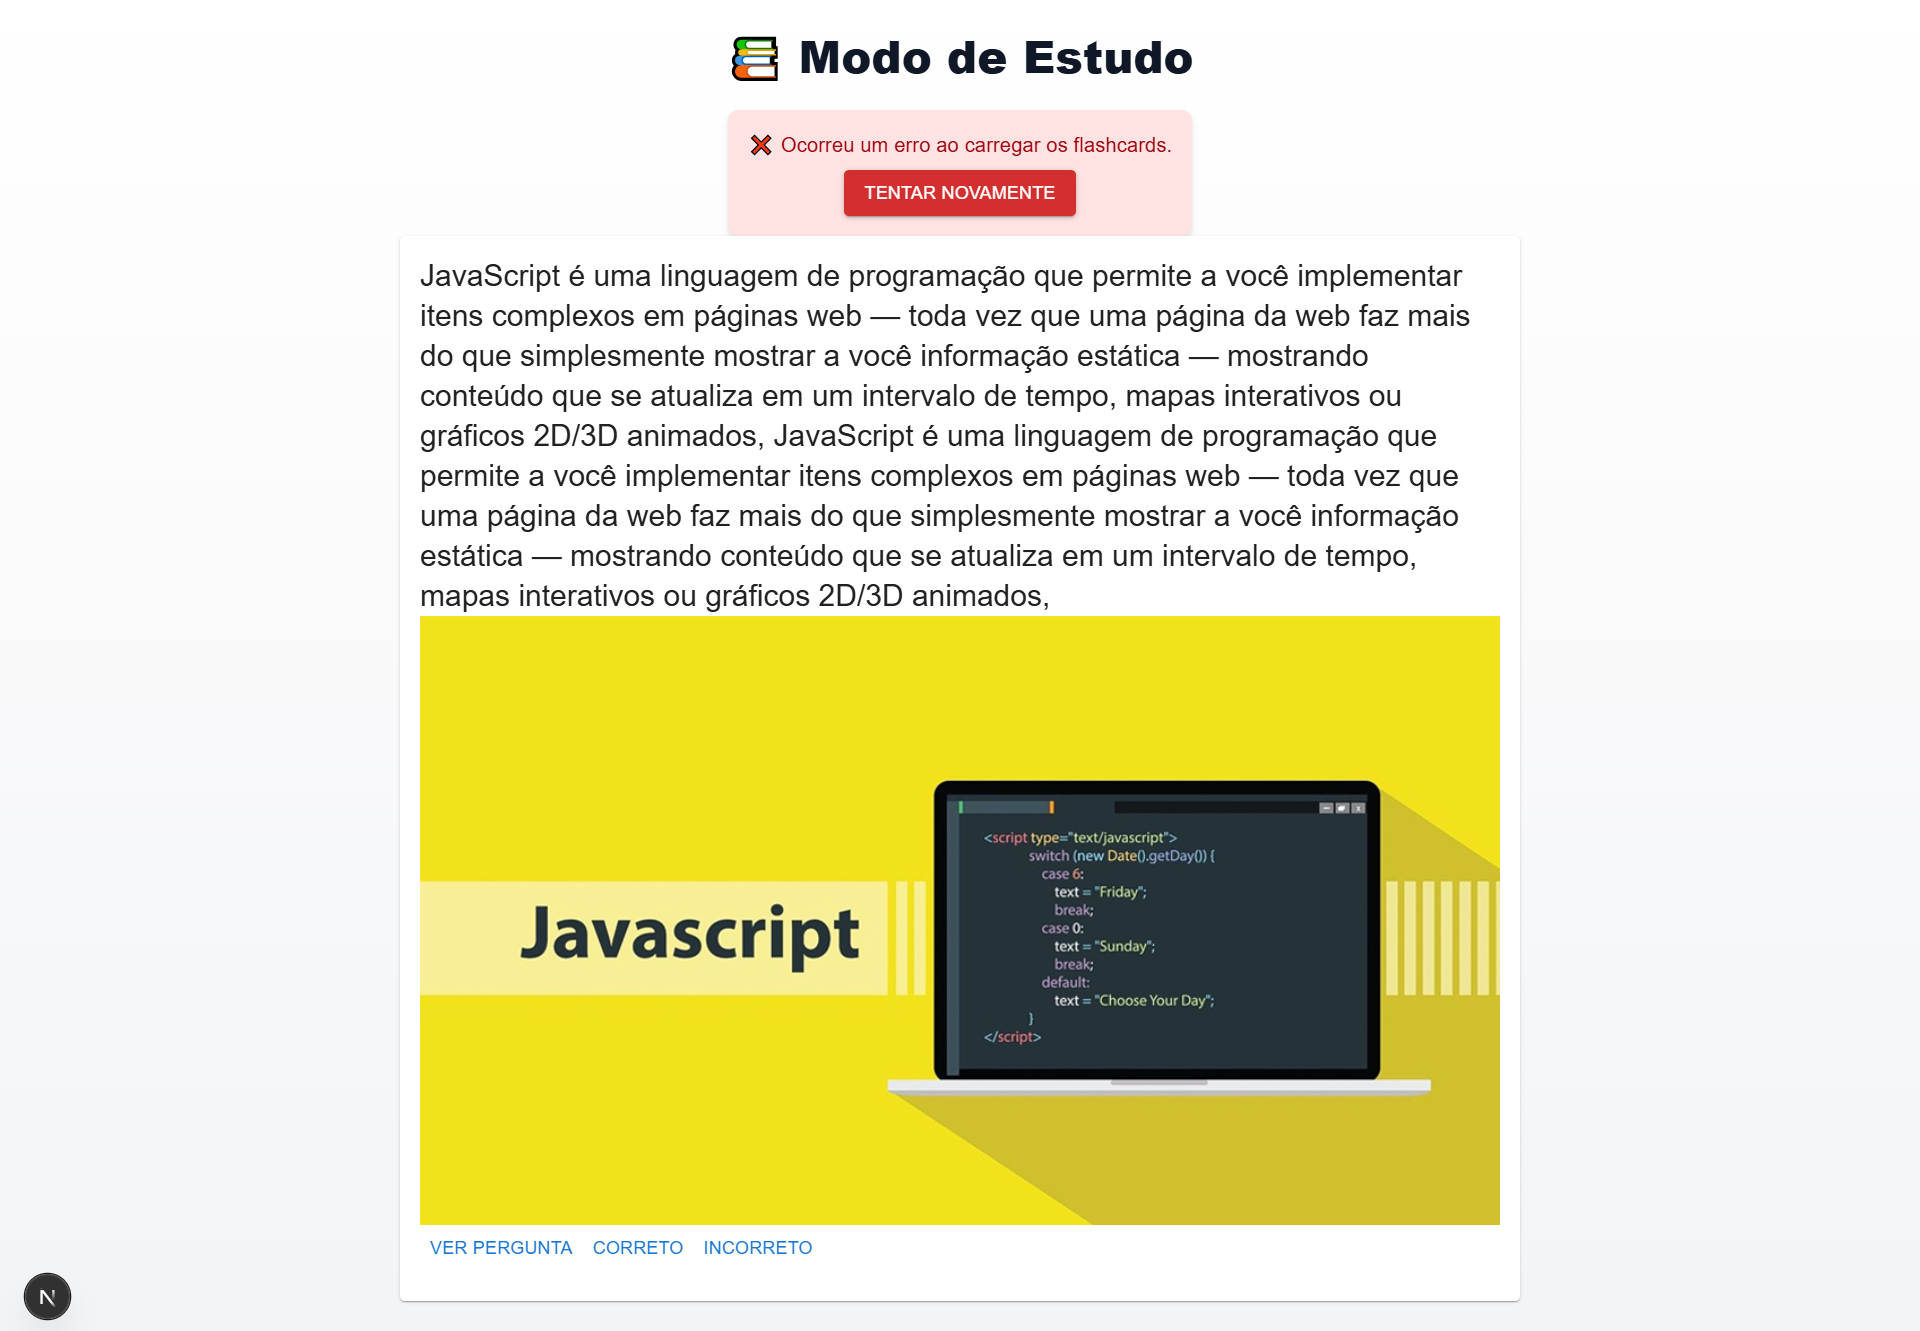 Modo de Estudo
Ocorreu um erro ao carregar os flashcards.
TENTAR NOVAMENTE
JavaScript é uma linguagem de programação que permite a você implementar
itens complexos em páginas web — toda vez que uma página da web faz mais
do que simplesmente mostrar a você informação estática — mostrando
conteúdo que se atualiza em um intervalo de tempo, mapas interativos ou
gráficos 2D/3D animados, JavaScript é uma linguagem de programação que
permite a você implementar itens complexos em páginas web — toda vez que
uma página da web faz mais do que simplesmente mostrar a você informação
estática — mostrando conteúdo que se atualiza em um intervalo de tempo,
mapas interativos ou gráficos 2D/3D animados,
Javascript
<script type="text/javascript">
switch (new Date().getDay()) {
case 6:
text = "Friday";
break;
case 0:
text = "Sunday";
break;
default:
text = "Choose Your Day";
}
</script>
VER PERGUNTA CORRETO INCORRETO
N